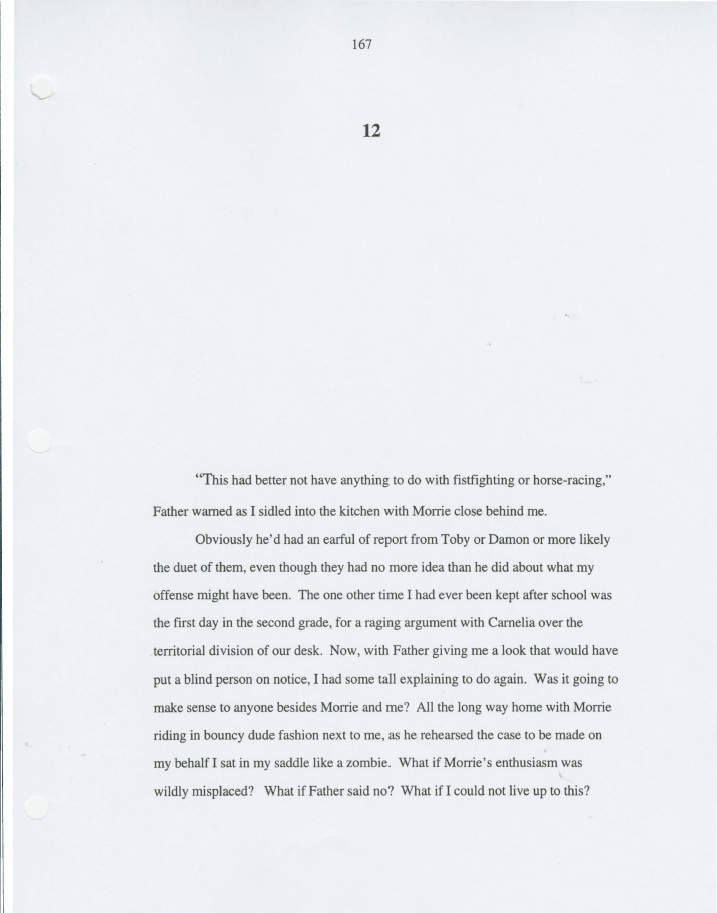 167
12
“This had better not have anything to do with fistfighting or horse-racing,”
Father warned as I sidled into the kitchen with Morrie close behind me.
Obviously he’d had an earful of report from Toby or Damon or more likely
the duet of them, even though they had no more idea than he did about what my
offense might have been. The one other time I had ever been kept after school was
the first day in the second grade, for a raging argument with Carnelia over the
territorial division of our desk. Now, with Father giving me a look that would have
put a blind person on notice, I had some tall explaining to do again. Was it going to
make sense to anyone besides Morrie and me? All the long way home with Morrie
riding in bouncy dude fashion next to me, as he rehearsed the case to be made on
my behalf I sat in my saddle like a zombie. What if Morrie’s enthusiasm was
wildly misplaced? What if Father said no? What if I could not live up to this?